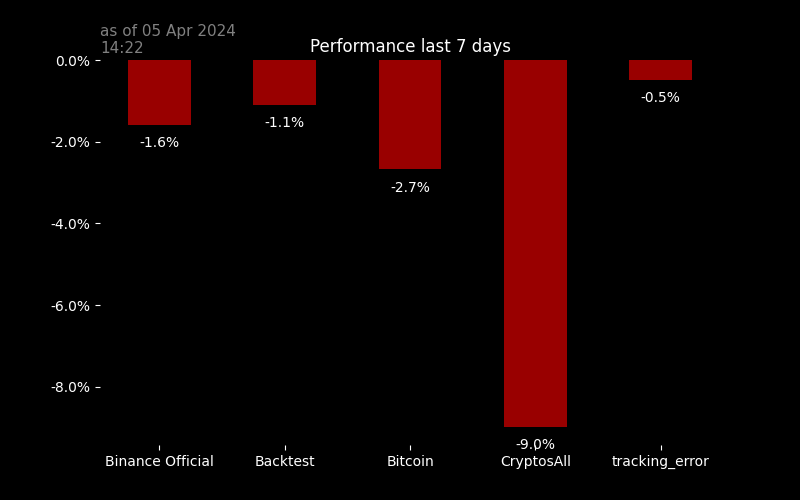 as of 05 Apr 2024
14:22
Performance last 7 days
0.0%
-2.0%
-4.0%
-6.0%
-8.0%
-1.6%
-1.1%
-2.7%
-9.0%
-0.5%
Binance Official
Backtest
Bitcoin
CryptosAll
tracking_error